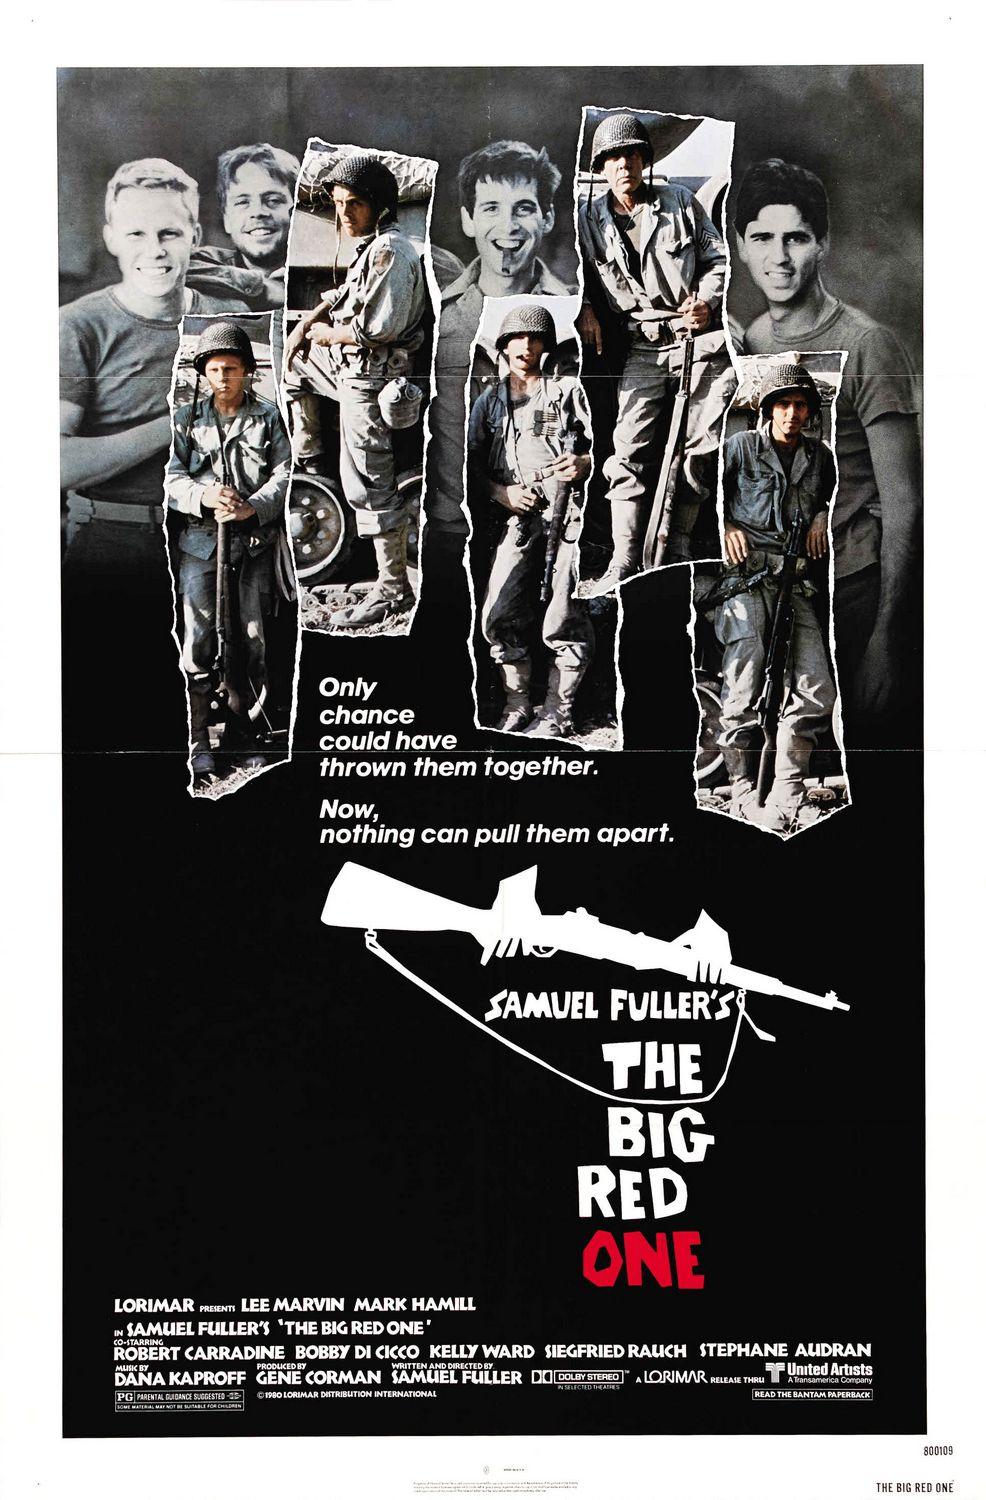 Only
chance
could have
thrown them together.
Now,
nothing can pull them apart.
SAMUEL FULLER'S
THE
BIG
RED
ONE
LORIMAR PRESENTS LEE MARVIN MARK HAMILL
IN SAMUEL FULLER'S 'THE BIG RED ONE'
CO-STARRING
ROBERT CARRADINE BOBBY DI CICCO KELLY WARD SIEGFRIED RAUCH STEPHANE AUDRAN
MUSIC BY DANA KAPROFF PRODUCED BY GENE CORMAN WRITTEN AND DIRECTED BY SAMUEL FULLER DOLBY STEREO ™ IN SELECTED THEATRES A LORIMAR RELEASE THRU United Artists A Transamerica Company
PG PARENTAL GUIDANCE SUGGESTED
SOME MATERIAL MAY NOT BE SUITABLE FOR CHILDREN
©1980 LORIMAR DISTRIBUTION INTERNATIONAL
READ THE BANTAM PAPERBACK
800109
THE BIG RED ONE